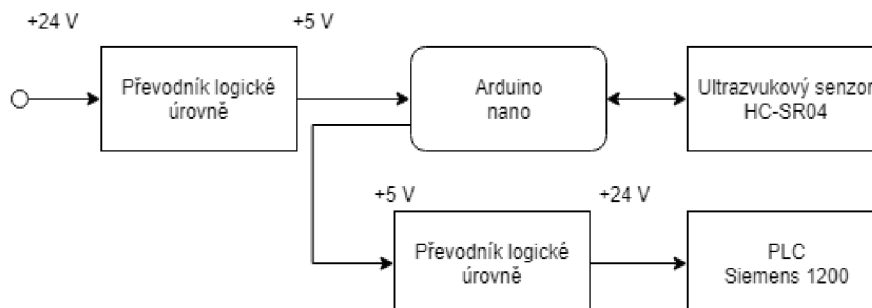 +24 V
+5 V
Převodník logické
úrovně
Arduino
nano
Ultrazvukový senzor
HC-SR04
+5 V
+24 V
Převodník logické
úrovně
PLC
Siemens 1200